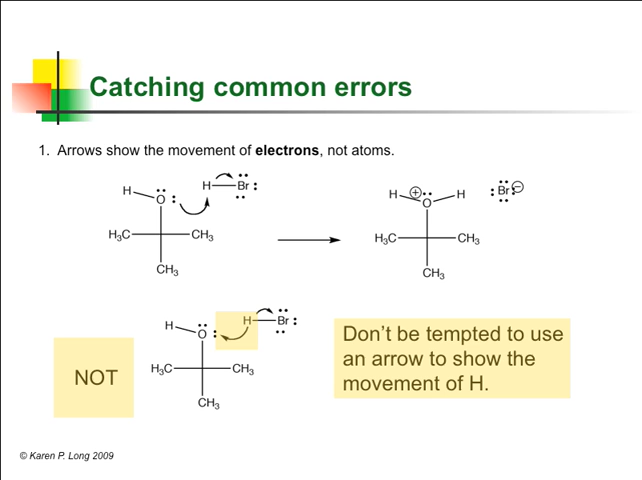 Catching common errors
1. Arrows show the movement of electrons, not atoms.
H O : H Br :
H₃C CH₃
CH₃
H ⊕ O H : Br ⊖
H₃C CH₃
CH₃
NOT
H O : H Br :
H₃C CH₃
CH₃
Don't be tempted to use
an arrow to show the
movement of H.
© Karen P. Long 2009